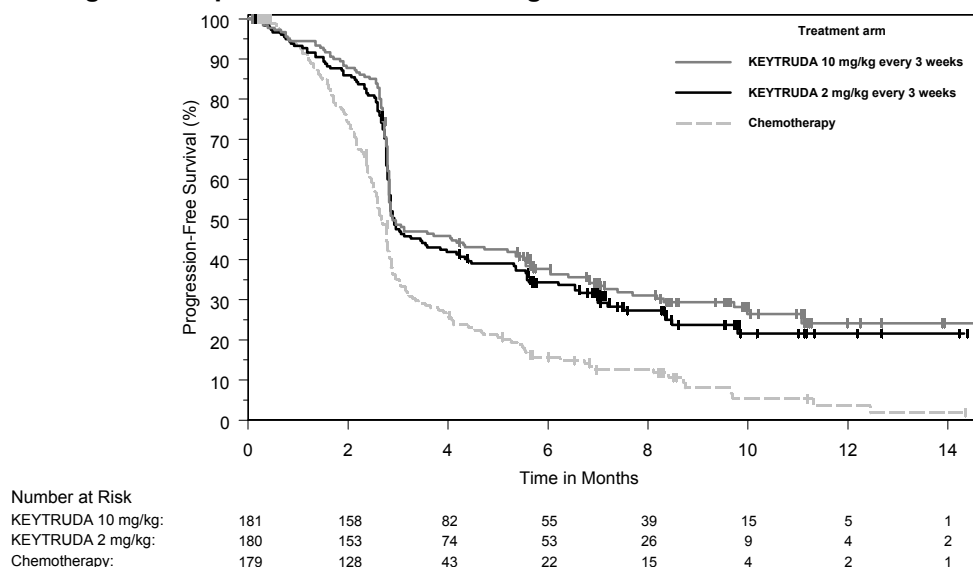 100
90
80
70
60
50
40
30
20
10
0
Progression-Free Survival (%)
Treatment arm
KEYTRUDA 10 mg/kg every 3 weeks
KEYTRUDA 2 mg/kg every 3 weeks
Chemotherapy
0 2 4 6 8 10 12 14
Time in Months
Number at Risk
KEYTRUDA 10 mg/kg: 181 158 82 55 39 15 5 1
KEYTRUDA 2 mg/kg: 180 153 74 53 26 9 4 2
Chemotherapy: 179 128 43 22 15 4 2 1